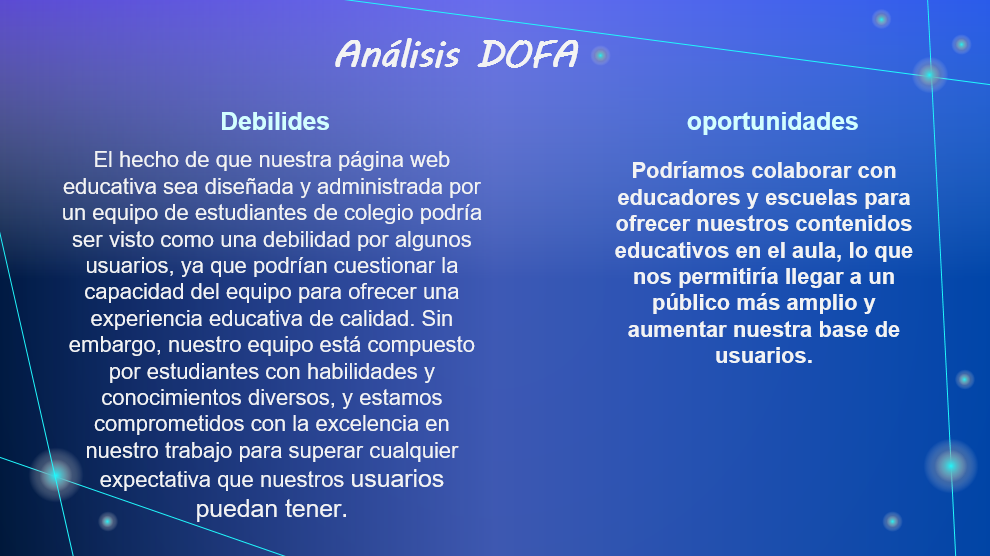 Análisis DOFA
Debilides
El hecho de que nuestra página web
educativa sea diseñada y administrada por
un equipo de estudiantes de colegio podría
ser visto como una debilidad por algunos
usuarios, ya que podrían cuestionar la
capacidad del equipo para ofrecer una
experiencia educativa de calidad. Sin
embargo, nuestro equipo está compuesto
por estudiantes con habilidades y
conocimientos diversos, y estamos
comprometidos con la excelencia en
nuestro trabajo para superar cualquier
expectativa que nuestros usuarios
puedan tener.
oportunidades
Podríamos colaborar con
educadores y escuelas para
ofrecer nuestros contenidos
educativos en el aula, lo que
nos permitiría llegar a un
público más amplio y
aumentar nuestra base de
usuarios.